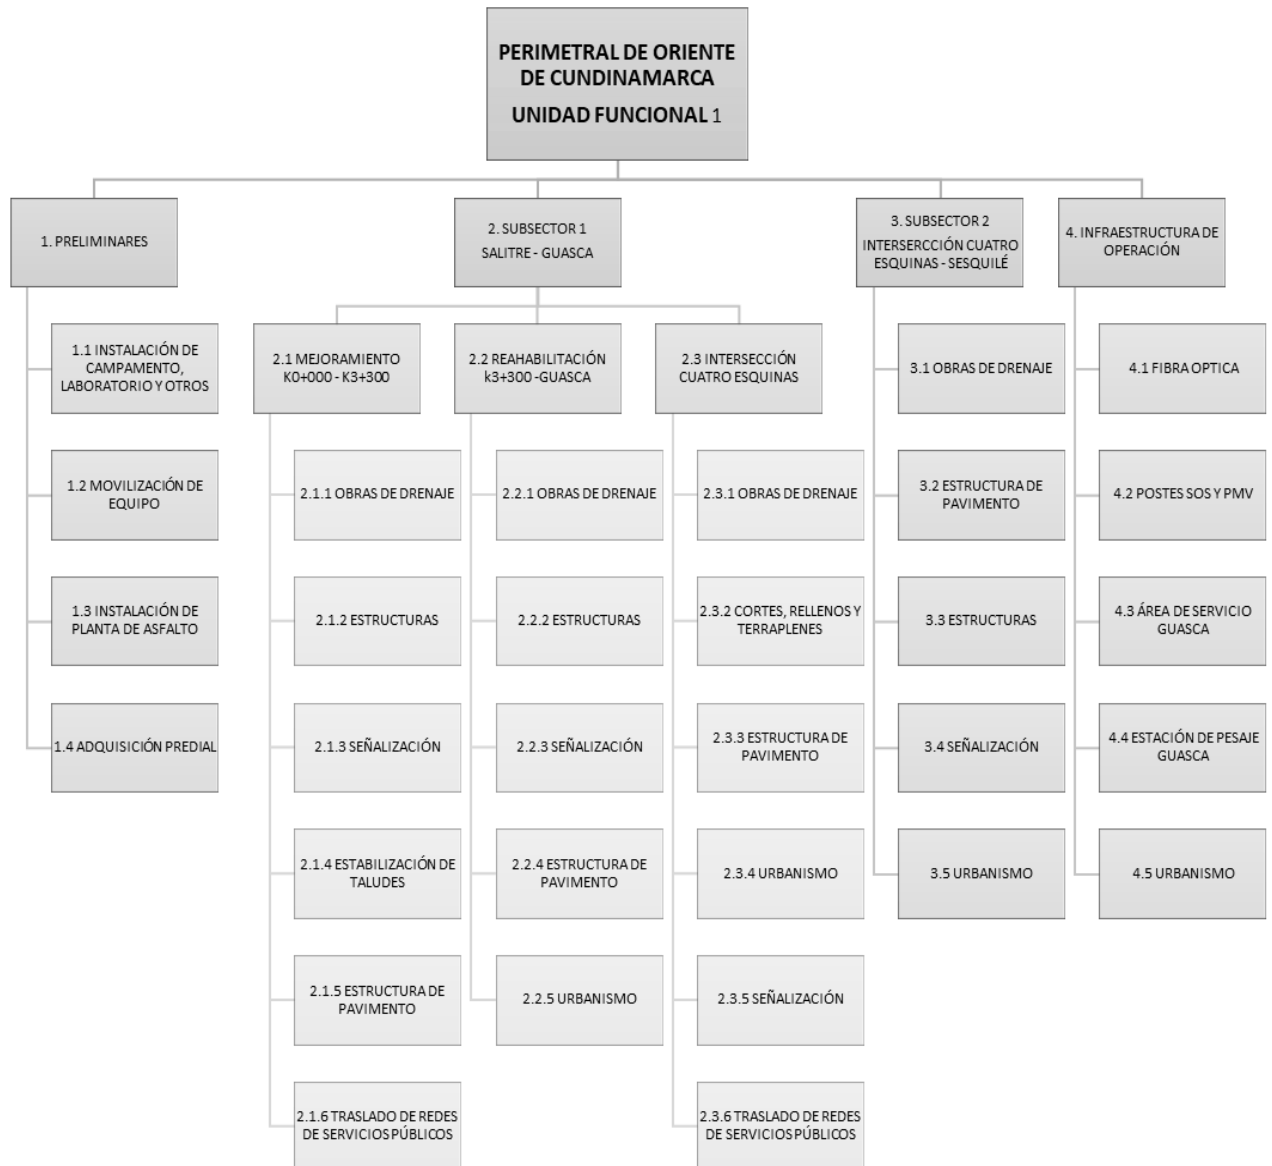 PERIMETRAL DE ORIENTE
DE CUNDINAMARCA
UNIDAD FUNCIONAL 1
1. PRELIMINARES
2. SUBSECTOR 1
SALITRE - GUASCA
3. SUBSECTOR 2
INTERSERCCIÓN CUATRO
ESQUINAS - SESQUILÉ
4. INFRAESTRUCTURA DE
OPERACIÓN
1.1 INSTALACIÓN DE
CAMPAMENTO,
LABORATORIO Y OTROS
1.2 MOVILIZACIÓN DE
EQUIPO
1.3 INSTALACIÓN DE
PLANTA DE ASFALTO
1.4 ADQUISICIÓN PREDIAL
2.1 MEJORAMIENTO
K0+000 - K3+300
2.1.1 OBRAS DE DRENAJE
2.1.2 ESTRUCTURAS
2.1.3 SEÑALIZACIÓN
2.1.4 ESTABILIZACIÓN DE
TALUDES
2.1.5 ESTRUCTURA DE
PAVIMENTO
2.1.6 TRASLADO DE REDES
DE SERVICIOS PÚBLICOS
2.2 REAHABILITACIÓN
k3+300 -GUASCA
2.2.1 OBRAS DE DRENAJE
2.2.2 ESTRUCTURAS
2.2.3 SEÑALIZACIÓN
2.2.4 ESTRUCTURA DE
PAVIMENTO
2.2.5 URBANISMO
2.3 INTERSECCIÓN
CUATRO ESQUINAS
2.3.1 OBRAS DE DRENAJE
2.3.2 CORTES, RELLENOS Y
TERRAPLENES
2.3.3 ESTRUCTURA DE
PAVIMENTO
2.3.4 URBANISMO
2.3.5 SEÑALIZACIÓN
2.3.6 TRASLADO DE REDES
DE SERVICIOS PÚBLICOS
3.1 OBRAS DE DRENAJE
3.2 ESTRUCTURA DE
PAVIMENTO
3.3 ESTRUCTURAS
3.4 SEÑALIZACIÓN
3.5 URBANISMO
4.1 FIBRA OPTICA
4.2 POSTES SOS Y PMV
4.3 ÁREA DE SERVICIO
GUASCA
4.4 ESTACIÓN DE PESAJE
GUASCA
4.5 URBANISMO